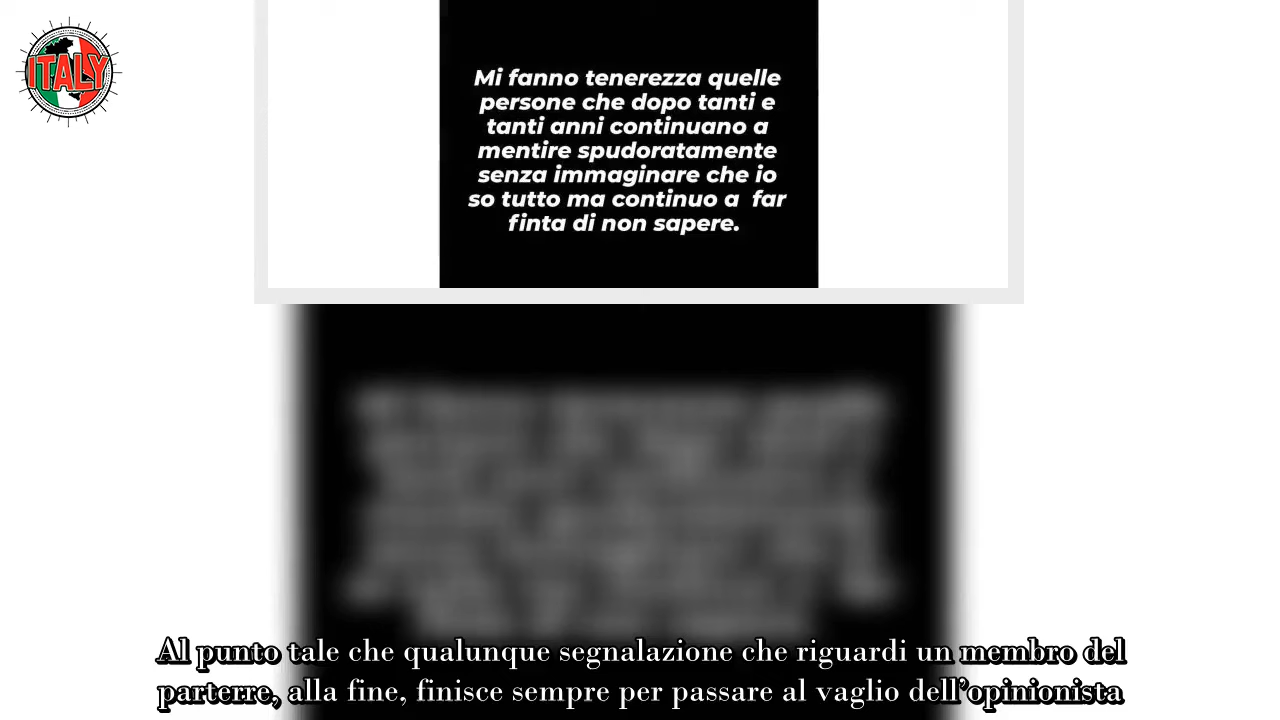 ITALY
Mi fanno tenerezza quelle
persone che dopo tanti e
tanti anni continuano a
mentire spudoratamente
senza immaginare che io
so tutto ma continuo a far
finta di non sapere.
Al punto tale che qualunque segnalazione che riguardi un membro del
parterre, alla fine, finisce sempre per passare al vaglio dell'opinionista